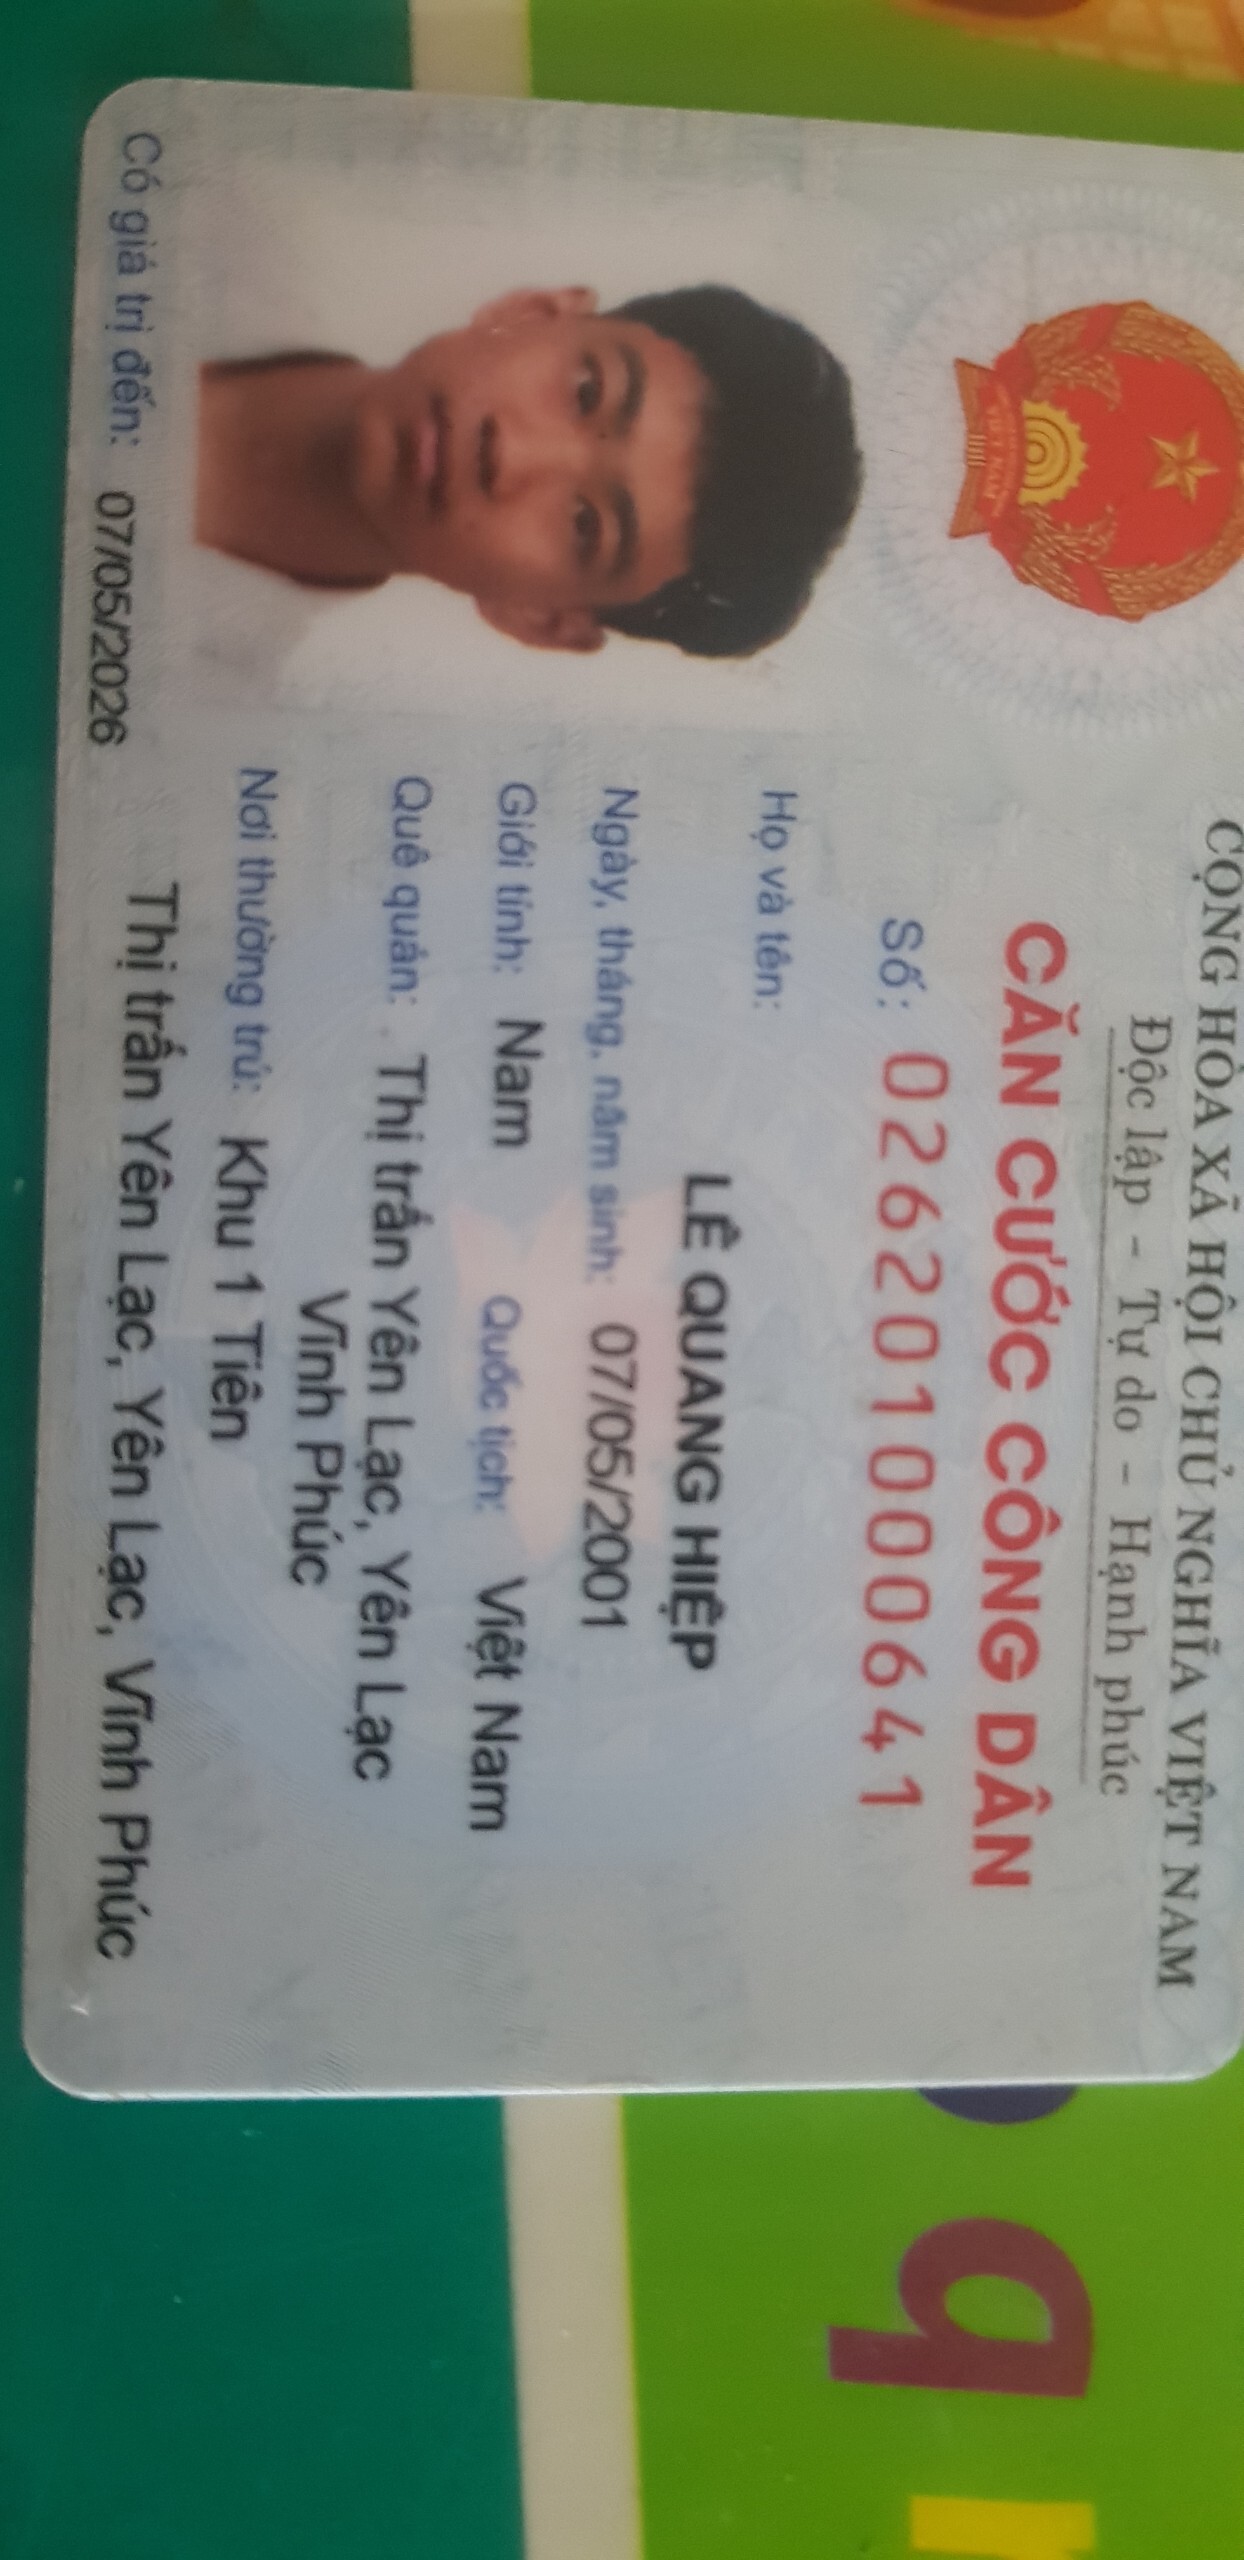 CỘNG HÒA XÃ HỘI CHỦ NGHĨA VIỆT NAM
Độc lập - Tự do - Hạnh phúc
CĂN CƯỚC CÔNG DÂN
Số: 026201000641
Họ và tên:
LÊ QUANG HIỆP
Ngày, tháng, năm sinh: 07/05/2001
Giới tính: Nam Quốc tịch: Việt Nam
Quê quán: Thị trấn Yên Lạc, Yên Lạc
Vĩnh Phúc
Nơi thường trú: Khu 1 Tiên
Thị trấn Yên Lạc, Yên Lạc, Vĩnh Phúc
Có giá trị đến: 07/05/2026